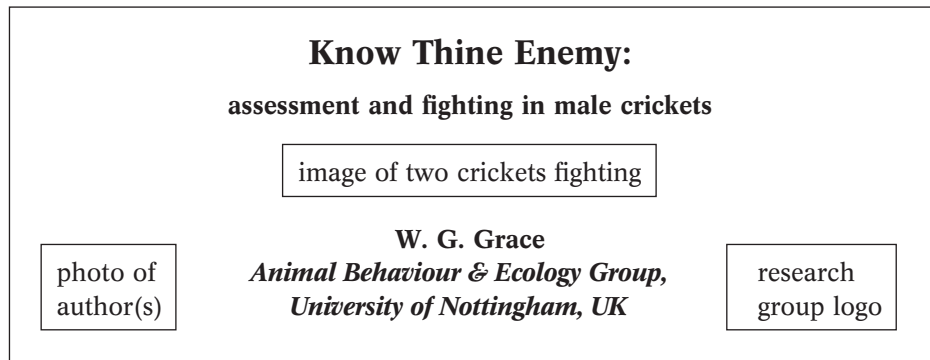 Know Thine Enemy:
assessment and fighting in male crickets
image of two crickets fighting
W. G. Grace
photo of
author(s)
Animal Behaviour & Ecology Group,
University of Nottingham, UK
research
group logo